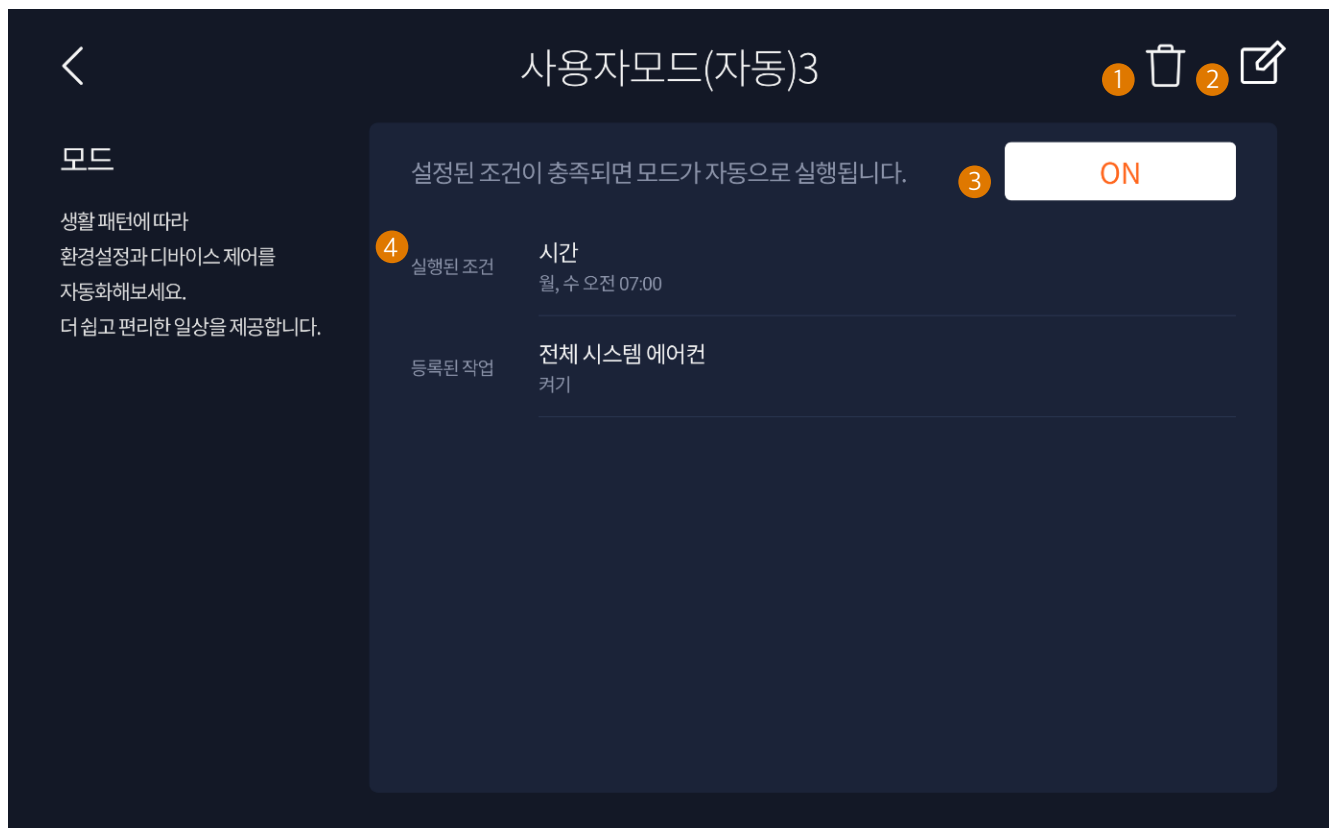 사용자모드(자동)3
1
2
모드
생활 패턴에 따라
환경설정과 디바이스 제어를
자동화해보세요.
더 쉽고 편리한 일상을 제공합니다.
설정된 조건이 충족되면 모드가 자동으로 실행됩니다.
3
ON
4
실행된 조건
시간
월, 수 오전 07:00
등록된 작업
전체 시스템 에어컨
켜기